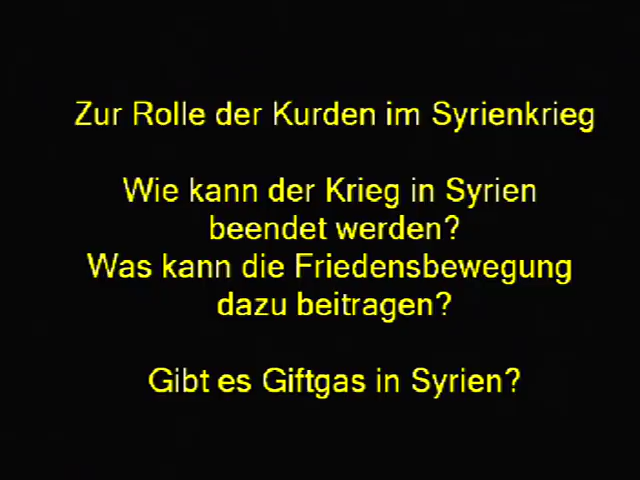 Zur Rolle der Kurden im Syrienkrieg
Wie kann der Krieg in Syrien
beendet werden?
Was kann die Friedensbewegung
dazu beitragen?
Gibt es Giftgas in Syrien?